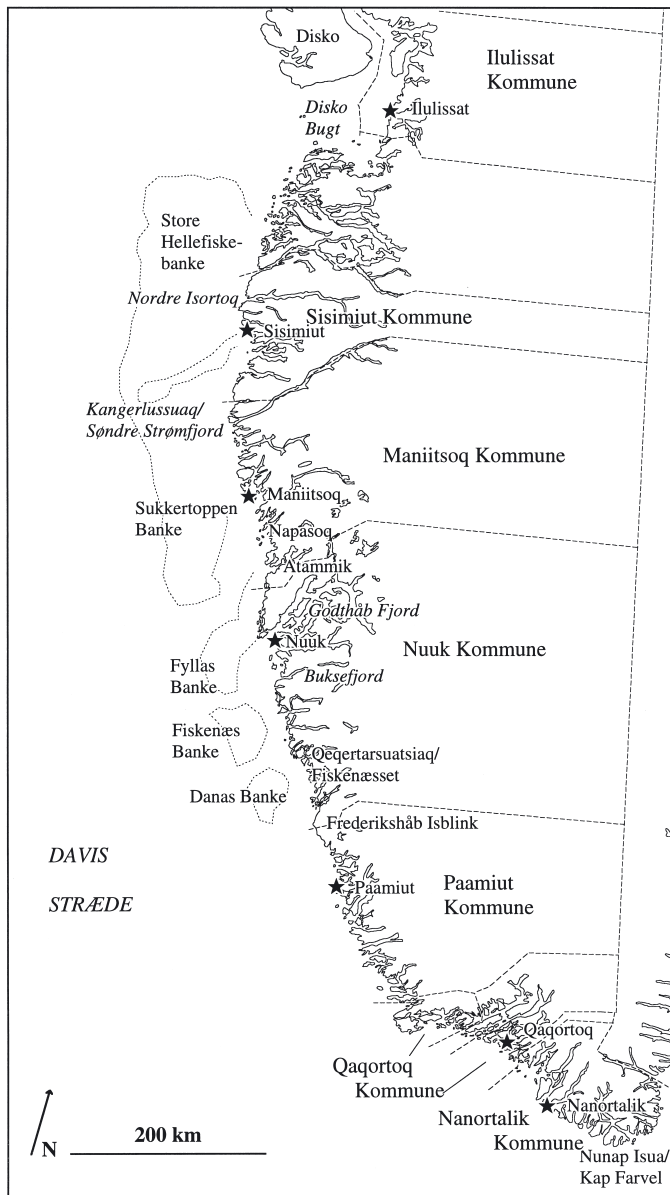 Disko
Ilulissat
Kommune
Disko
Bugt
Ilulissat
Store
Hellefiske-
banke
Nordre Isortoq
Sisimiut Kommune
Sisimiut
Kangerlussuaq/
Søndre Strømfjord
Maniitsoq Kommune
Maniitsoq
Sukkertoppen
Banke
Napasoq
Atammik
Godthåb Fjord
Nuuk
Nuuk Kommune
Fyllas
Banke
Buksefjord
Fiskenæs
Banke
Qeqertarsuatsiaq/
Fiskenæsset
Danas Banke
Frederikshåb Isblink
DAVIS
STRÆDE
Paamiut
Paamiut
Kommune
Qaqortoq
Qaqortoq
Kommune
Nanortalik
Nanortalik
Kommune
Nunap Isua/
Kap Farvel
N
200 km